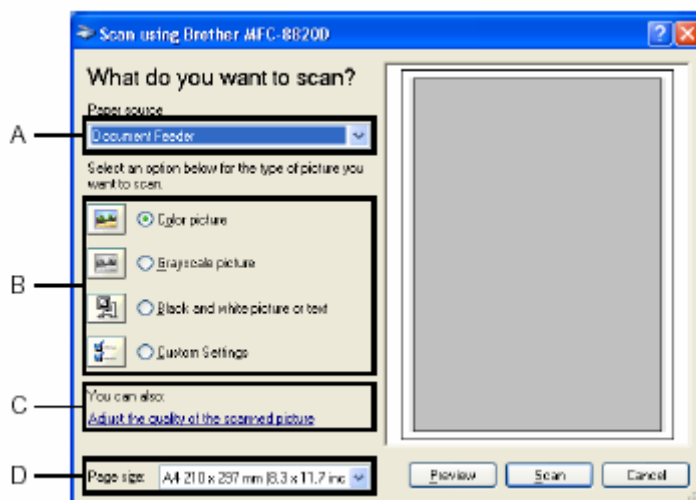 Scan using Brother MFC-8820D
What do you want to scan?
Paper source
A
Document Feeder
Select an option below for the type of picture you
want to scan.
Color picture
Grayscale picture
B
Black and white picture or text
Custom Settings
You can also:
C
Adjust the quality of the scanned picture
D
Page size: A4 210 x 297 mm (8.3 x 11.7 inc
Preview Scan Cancel